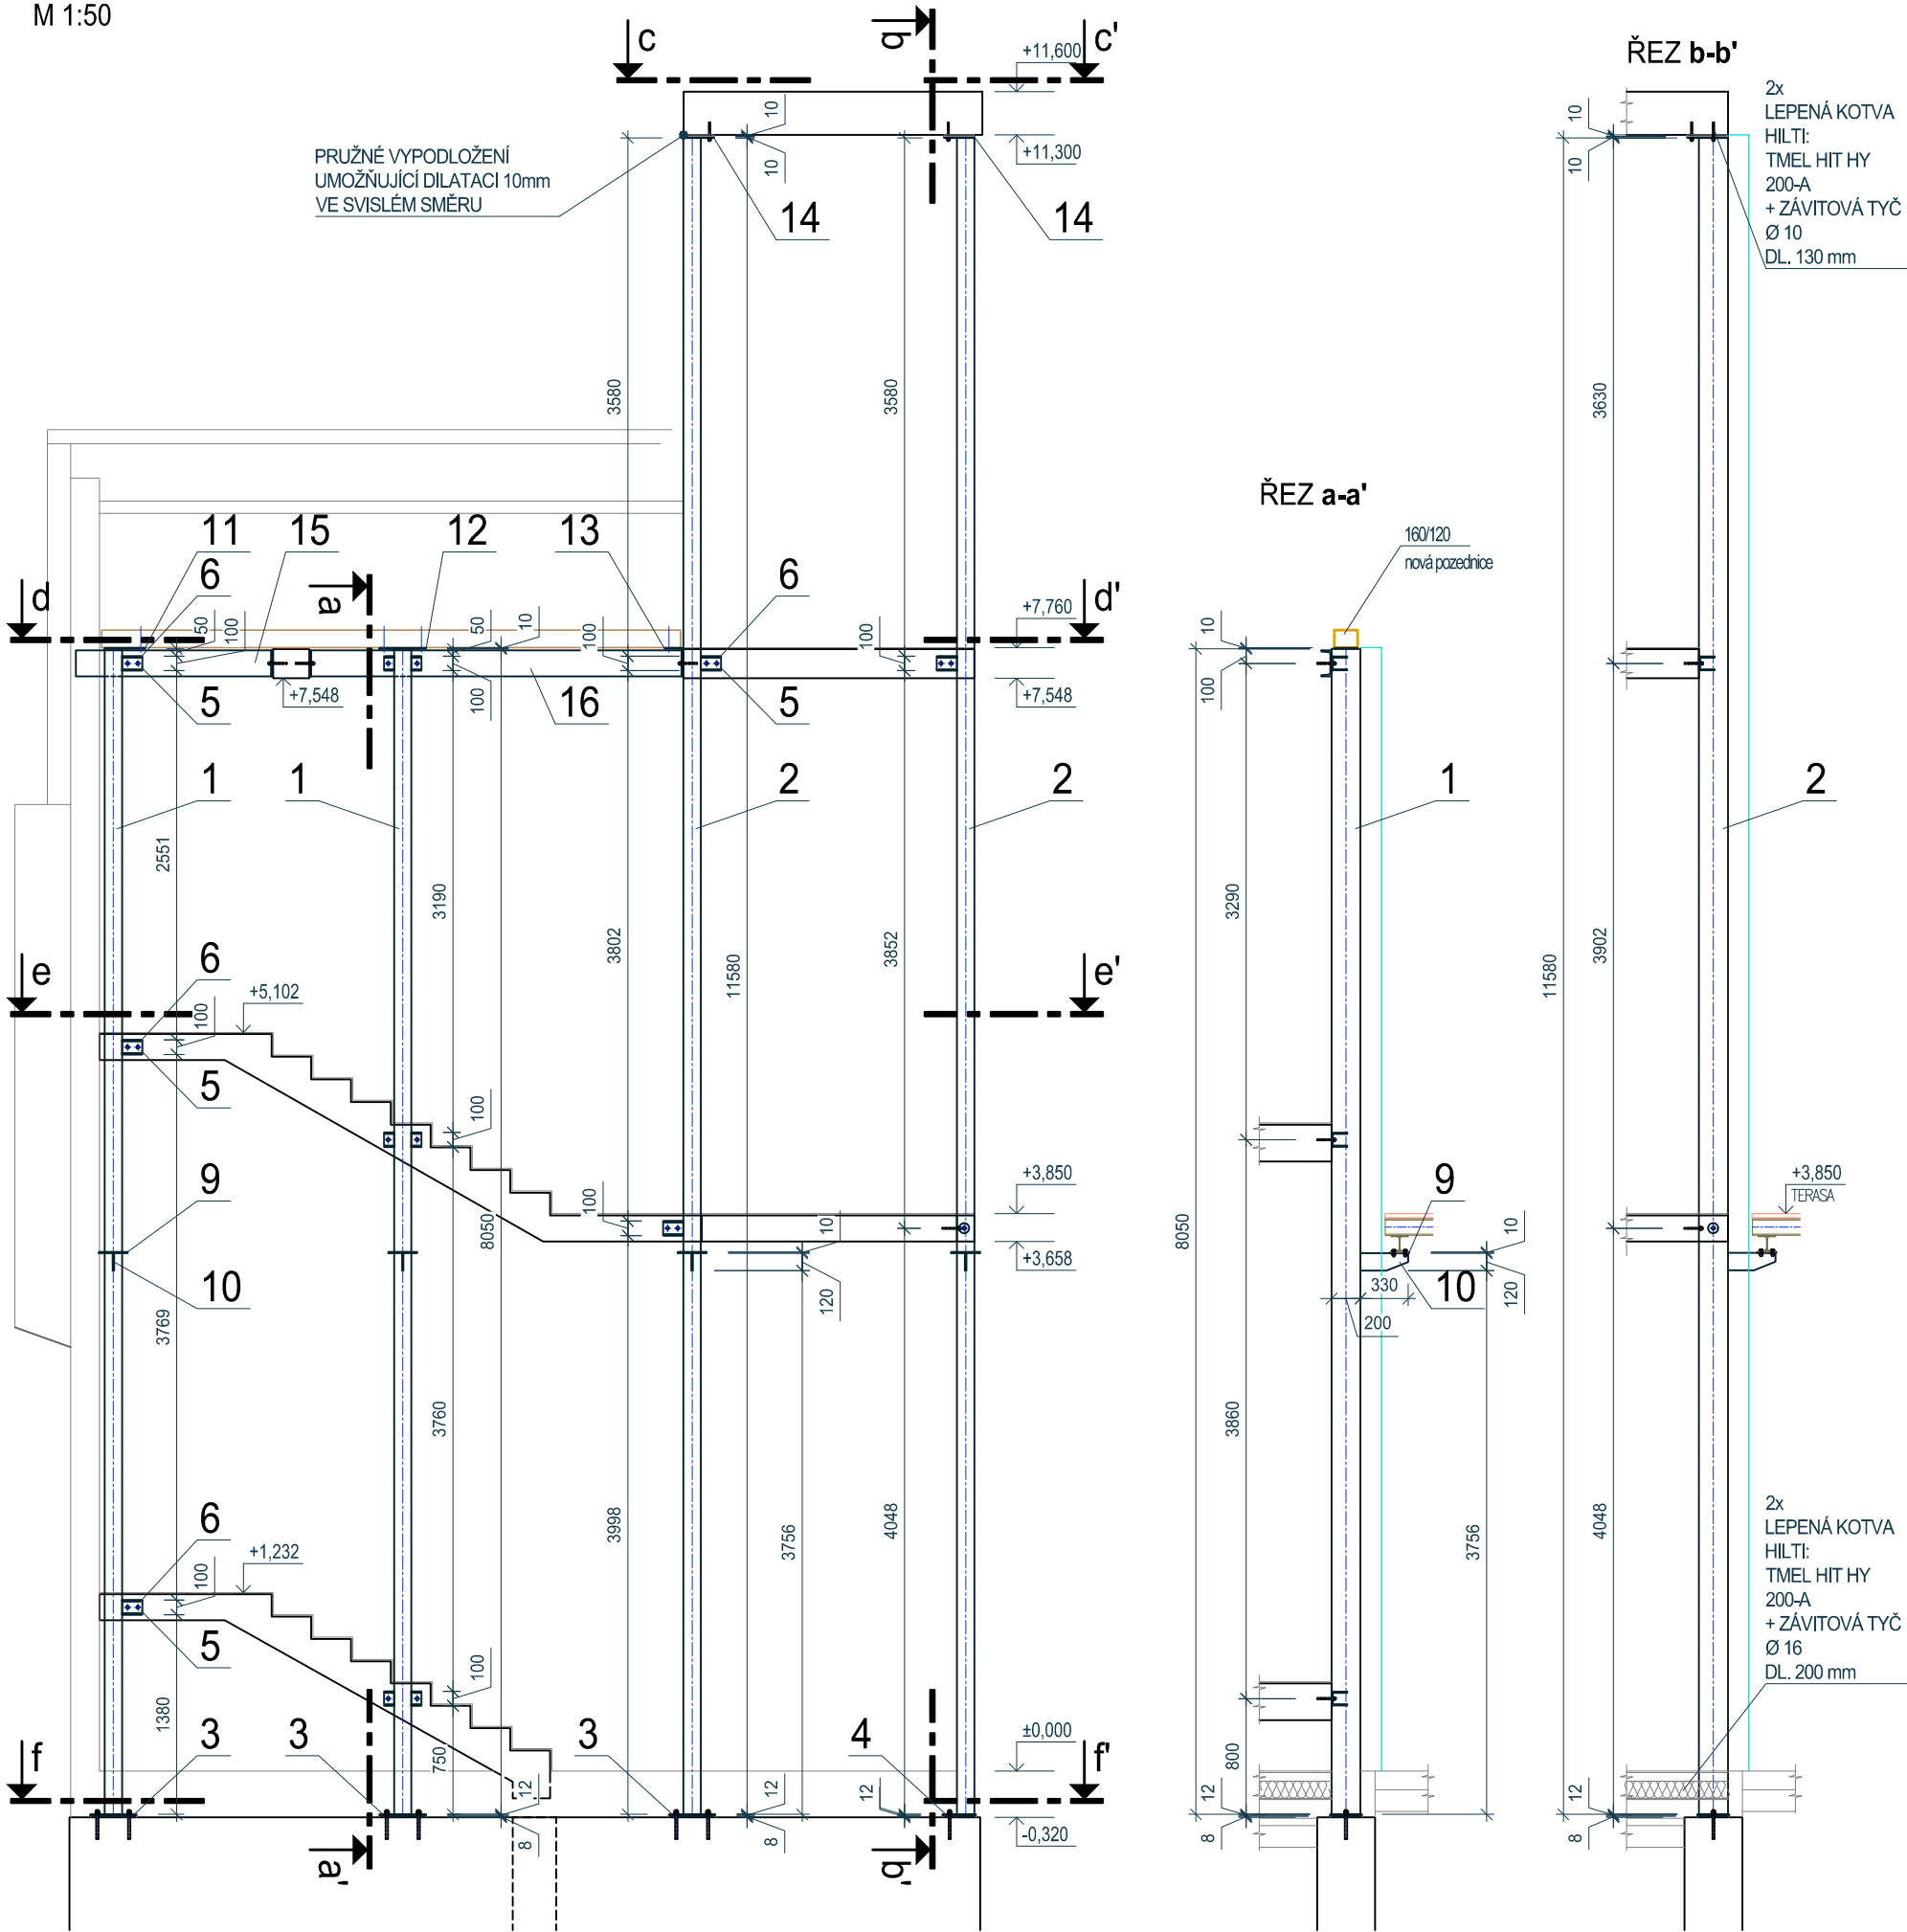 M 1:50
c
b
c'
+11,600
ŘEZ b-b'
10
10
2x
LEPENÁ KOTVA
HILTI:
TMEL HIT HY
200-A
+ ZÁVITOVÁ TYČ
Ø 10
DL. 130 mm
+11,300
10
10
PRUŽNÉ VYPODLOŽENÍ
UMOŽŇUJÍCÍ DILATACI 10mm
VE SVISLÉM SMĚRU
14
14
3580
3580
3630
ŘEZ a-a'
160/120
nová pozednice
11
15
12
13
6
6
d
a
50
100
50
10
100
100
+7,760
d'
10
+7,548
100
+7,548
100
5
16
5
1
1
2
2
1
2
2551
3190
3802
11580
3852
3290
11580
3902
e
6
+5,102
e'
100
5
100
+3,850
+3,850
TERASA
9
100
9
8050
10
+3,658
8050
10
10
120
330
10
120
200
3769
3760
3998
3756
4048
3860
3756
4048
2x
LEPENÁ KOTVA
HILTI:
TMEL HIT HY
200-A
+ ZÁVITOVÁ TYČ
Ø 16
DL. 200 mm
6
+1,232
100
5
100
1380
3
3
3
4
±0,000
f
750
f'
800
12
12
12
12
12
8
8
-0,320
8
8
a'
b'